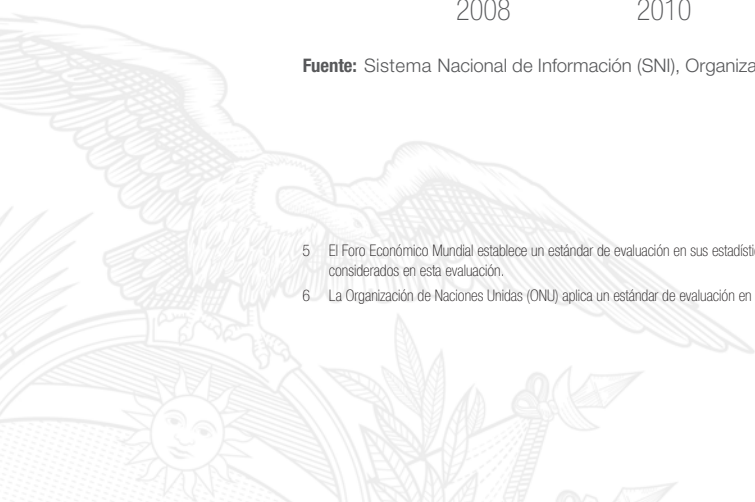 2008 2010
Fuente: Sistema Nacional de Información (SNI), Organiza
5 El Foro Económico Mundial establece un estándar de evaluación en sus estadísti
considerados en esta evaluación.
6 La Organización de Naciones Unidas (ONU) aplica un estándar de evaluación en